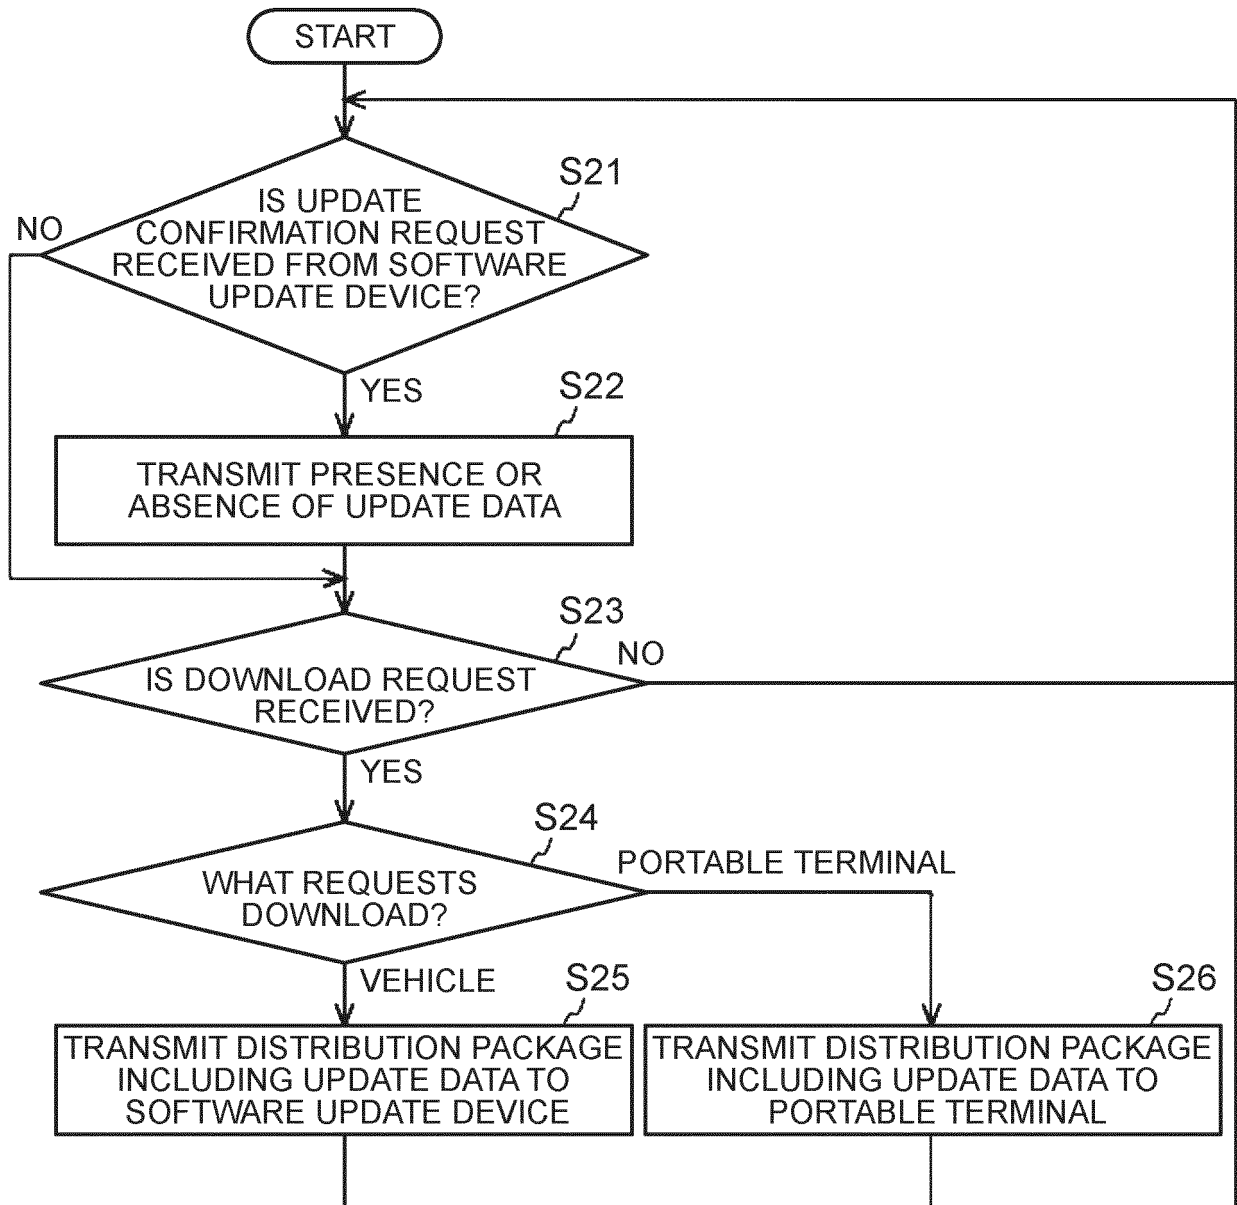 START
S21
IS UPDATE
CONFIRMATION REQUEST
RECEIVED FROM SOFTWARE
UPDATE DEVICE?
NO
YES
S22
TRANSMIT PRESENCE OR
ABSENCE OF UPDATE DATA
S23
NO
IS DOWNLOAD REQUEST
RECEIVED?
YES
S24
PORTABLE TERMINAL
WHAT REQUESTS
DOWNLOAD?
VEHICLE
S25
TRANSMIT DISTRIBUTION PACKAGE
INCLUDING UPDATE DATA TO
SOFTWARE UPDATE DEVICE
S26
TRANSMIT DISTRIBUTION PACKAGE
INCLUDING UPDATE DATA TO
PORTABLE TERMINAL